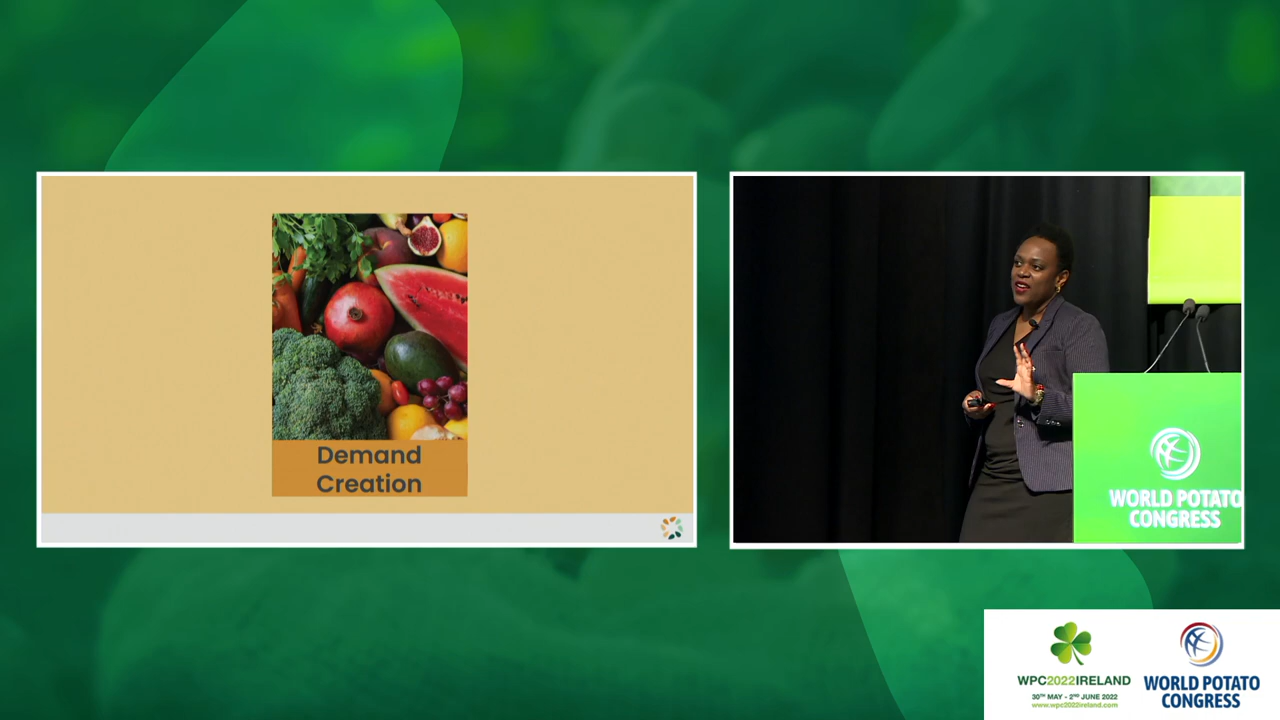 Demand
Creation
WORLD POTATO
CONGRESS
WPC2022IRELAND
30TH MAY - 2ND JUNE 2022
www.wpc2022ireland.com
WORLD POTATO
CONGRESS